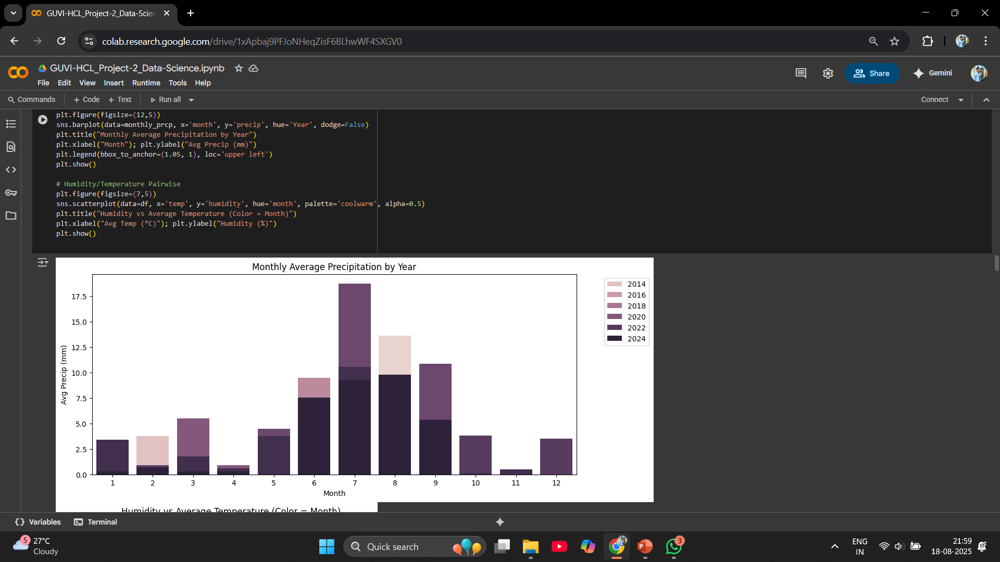 GUVI-HCL_Project-2_Data-Scien
colab.research.google.com/drive/1xApbaj9PFJoNHeqZisF6BLhwWF4SXGV0
GUVI-HCL_Project-2_Data-Science.ipynb
Share
Gemini
File Edit View Insert Runtime Tools Help
Commands + Code + Text Run all
Connect
plt.figure(figsize=(12,5))
sns.barplot(data=monthly_prcp, x='month', y='precip', hue='Year', dodge=False)
plt.title("Monthly Average Precipitation by Year")
plt.xlabel("Month"); plt.ylabel("Avg Precip (mm)")
plt.legend(bbox_to_anchor=(1.05, 1), loc='upper left')
plt.show()
# Humidity/Temperature Pairwise
plt.figure(figsize=(7,5))
sns.scatterplot(data=df, x='temp', y='humidity', hue='month', palette='coolwarm', alpha=0.5)
plt.title("Humidity vs Average Temperature (Color = Month)")
plt.xlabel("Avg Temp (°C)"); plt.ylabel("Humidity (%)")
plt.show()
Monthly Average Precipitation by Year
2014
2016
2018
2020
2022
2024
Avg Precip (mm)
17.5
15.0
12.5
10.0
7.5
5.0
2.5
0.0
1 2 3 4 5 6 7 8 9 10 11 12
Month
Humidity vs Average Temperature (Color = Month)
Variables Terminal
5
27°C
Cloudy
Quick search
3
ENG
IN
21:59
18-08-2025